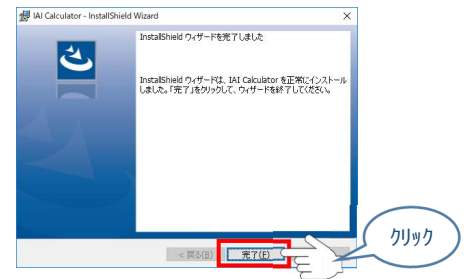 IAI Calculator - InstallShield Wizard
InstallShield ウィザードを完了しました
InstallShield ウィザードは、IAI Calculator を正常にインストール
しました。「完了」をクリックして、ウィザードを終了してください。
< 戻る(B)
完了(F)
クリック